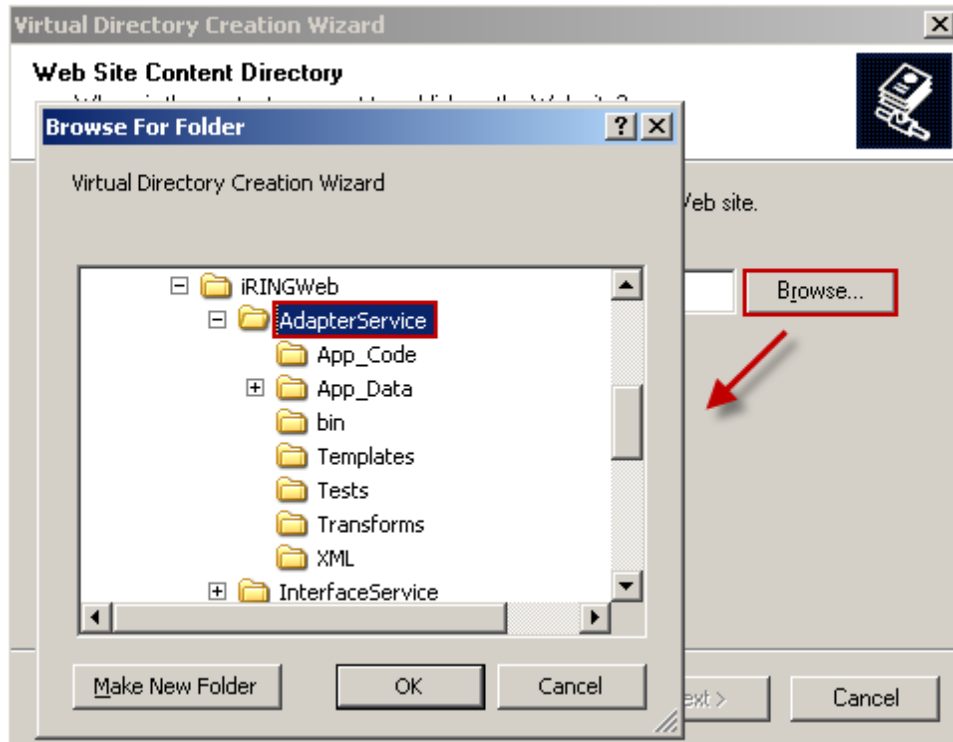 Virtual Directory Creation Wizard
Web Site Content Directory
Browse For Folder
Virtual Directory Creation Wizard
Web site.
iRINGWeb
Browse...
AdapterService
App_Code
App_Data
bin
Templates
Tests
Transforms
XML
InterfaceService
Make New Folder
OK
Cancel
ext >
Cancel